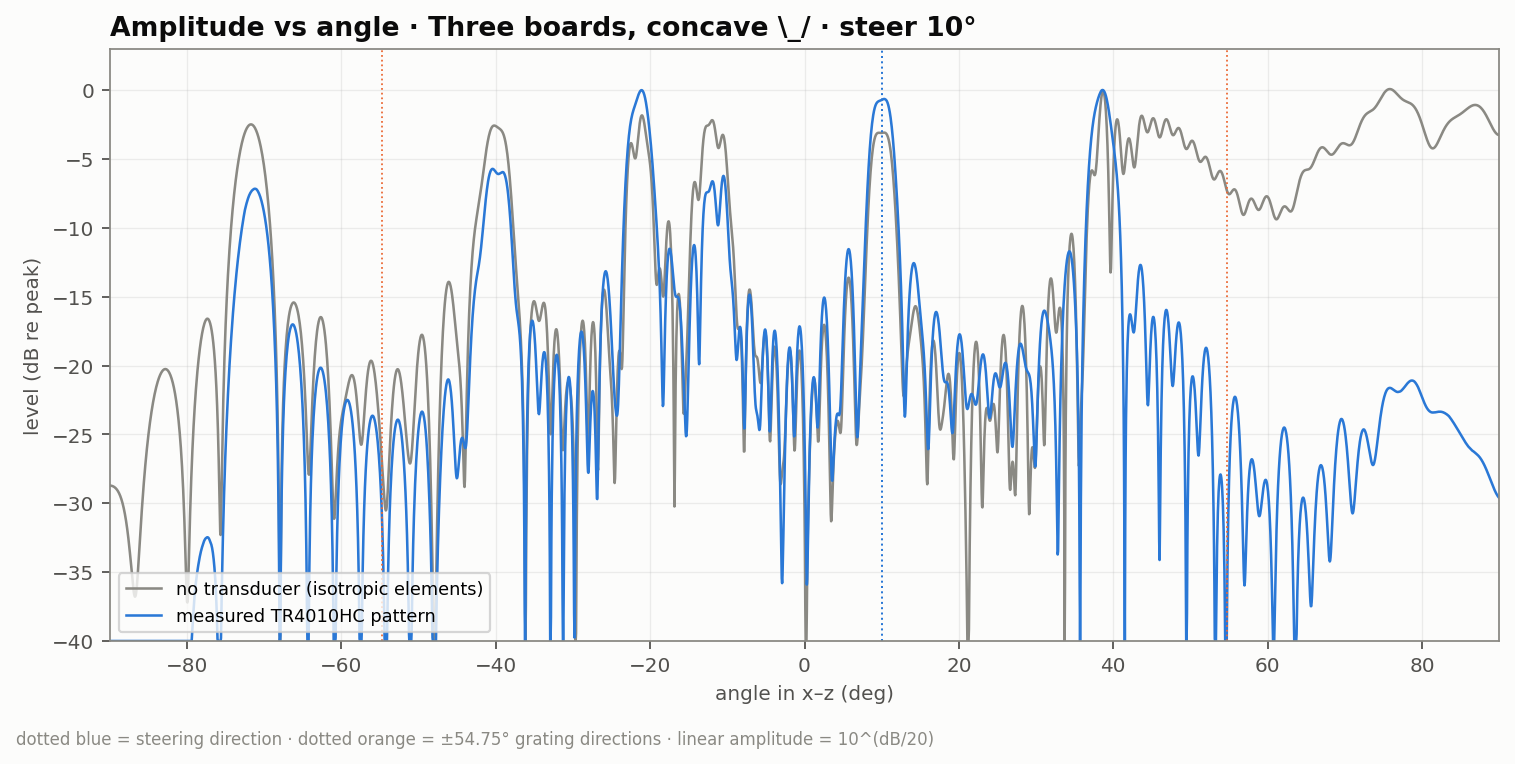 Amplitude vs angle · Three boards, concave \_/ · steer 10°
level (dB re peak)
0
−5
−10
−15
−20
−25
−30
−35
−40
no transducer (isotropic elements)
measured TR4010HC pattern
−80 −60 −40 −20 0 20 40 60 80
angle in x–z (deg)
dotted blue = steering direction · dotted orange = ±54.75° grating directions · linear amplitude = 10^(dB/20)